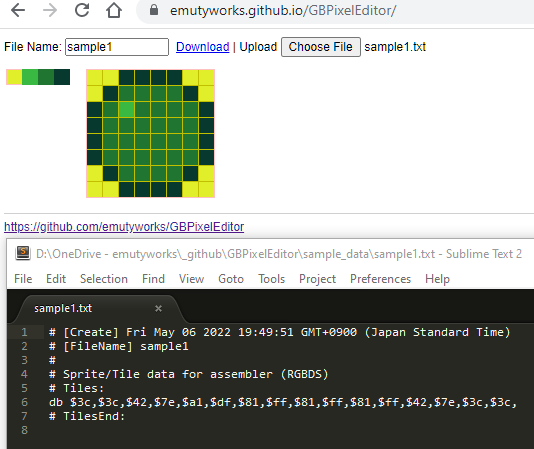 emutyworks.github.io/GBPixelEditor/
File Name: sample1 Download | Upload Choose File sample1.txt
https://github.com/emutyworks/GBPixelEditor
D:\OneDrive - emutyworks\_github\GBPixelEditor\sample_data\sample1.txt - Sublime Text 2
File Edit Selection Find View Goto Tools Project Preferences Help
sample1.txt ×
1 # [Create] Fri May 06 2022 19:49:51 GMT+0900 (Japan Standard Time)
2 # [FileName] sample1
3 #
4 # Sprite/Tile data for assembler (RGBDS)
5 # Tiles:
6 db $3c,$3c,$42,$7e,$a1,$df,$81,$ff,$81,$ff,$81,$ff,$42,$7e,$3c,$3c,
7 # TilesEnd:
8